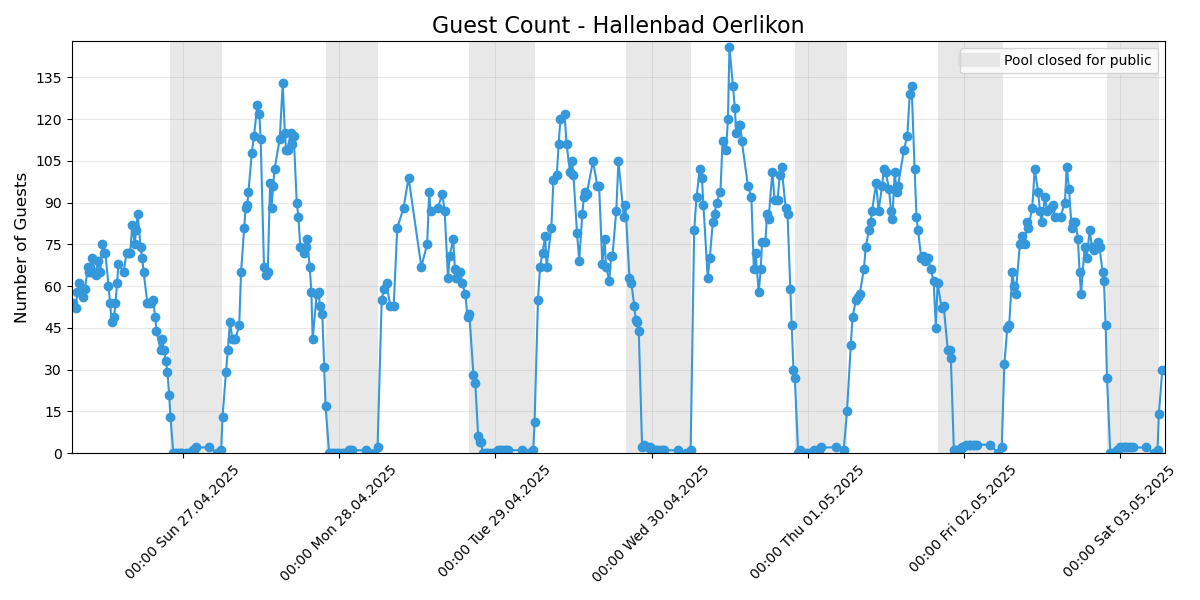 Guest Count - Hallenbad Oerlikon
Pool closed for public
Number of Guests
135
120
105
90
75
60
45
30
15
0
00:00 Sun 27.04.2025
00:00 Mon 28.04.2025
00:00 Tue 29.04.2025
00:00 Wed 30.04.2025
00:00 Thu 01.05.2025
00:00 Fri 02.05.2025
00:00 Sat 03.05.2025